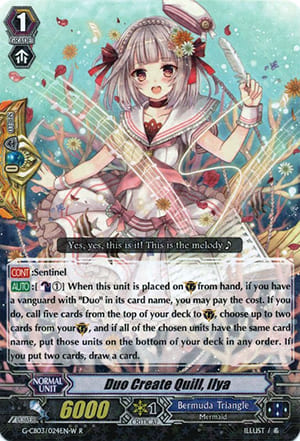 1
GRADE
Yes, yes, this is it! This is the melody♪
CONT :Sentinel
AUTO :[ (1)] When this unit is placed on from hand, if you have
a vanguard with "Duo" in its card name, you may pay the cost. If you
do, call five cards from the top of your deck to , choose up to two
cards from your , and if all of the chosen units have the same card
name, put those units on the bottom of your deck in any order. If
you put two cards, draw a card.
NORMAL
UNIT
Duo Create Quill, Ilya
POWER
6000
1
CRITICAL
Bermuda Triangle
Mermaid
G-CB03/024EN-W R
ILLUST